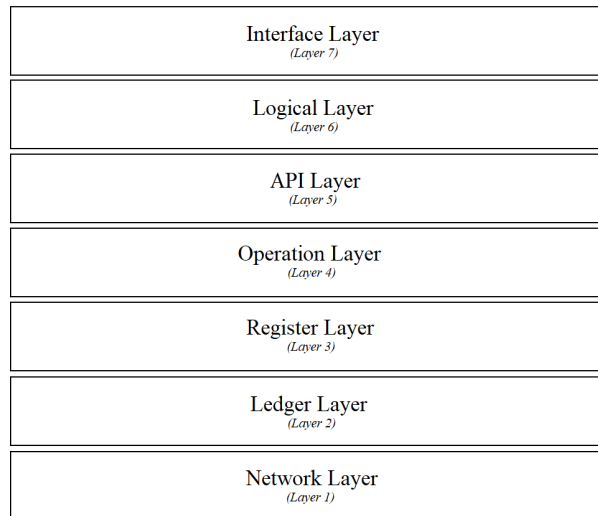 Interface Layer
(Layer 7)
Logical Layer
(Layer 6)
API Layer
(Layer 5)
Operation Layer
(Layer 4)
Register Layer
(Layer 3)
Ledger Layer
(Layer 2)
Network Layer
(Layer 1)